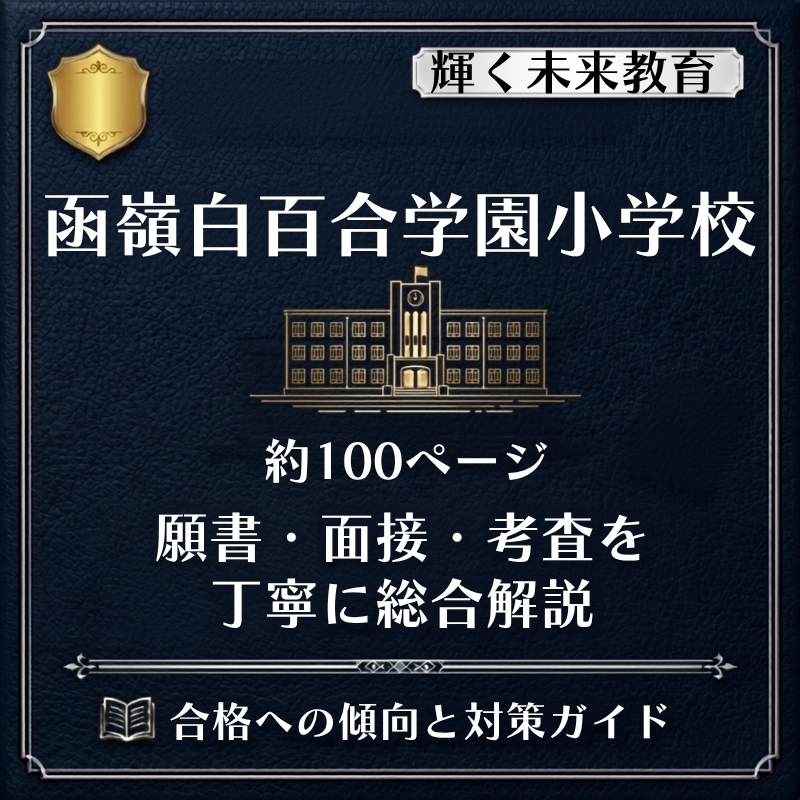 輝く未来教育
函嶺白百合学園小学校
約100ページ
願書・面接・考査を
丁寧に総合解説
合格への傾向と対策ガイド